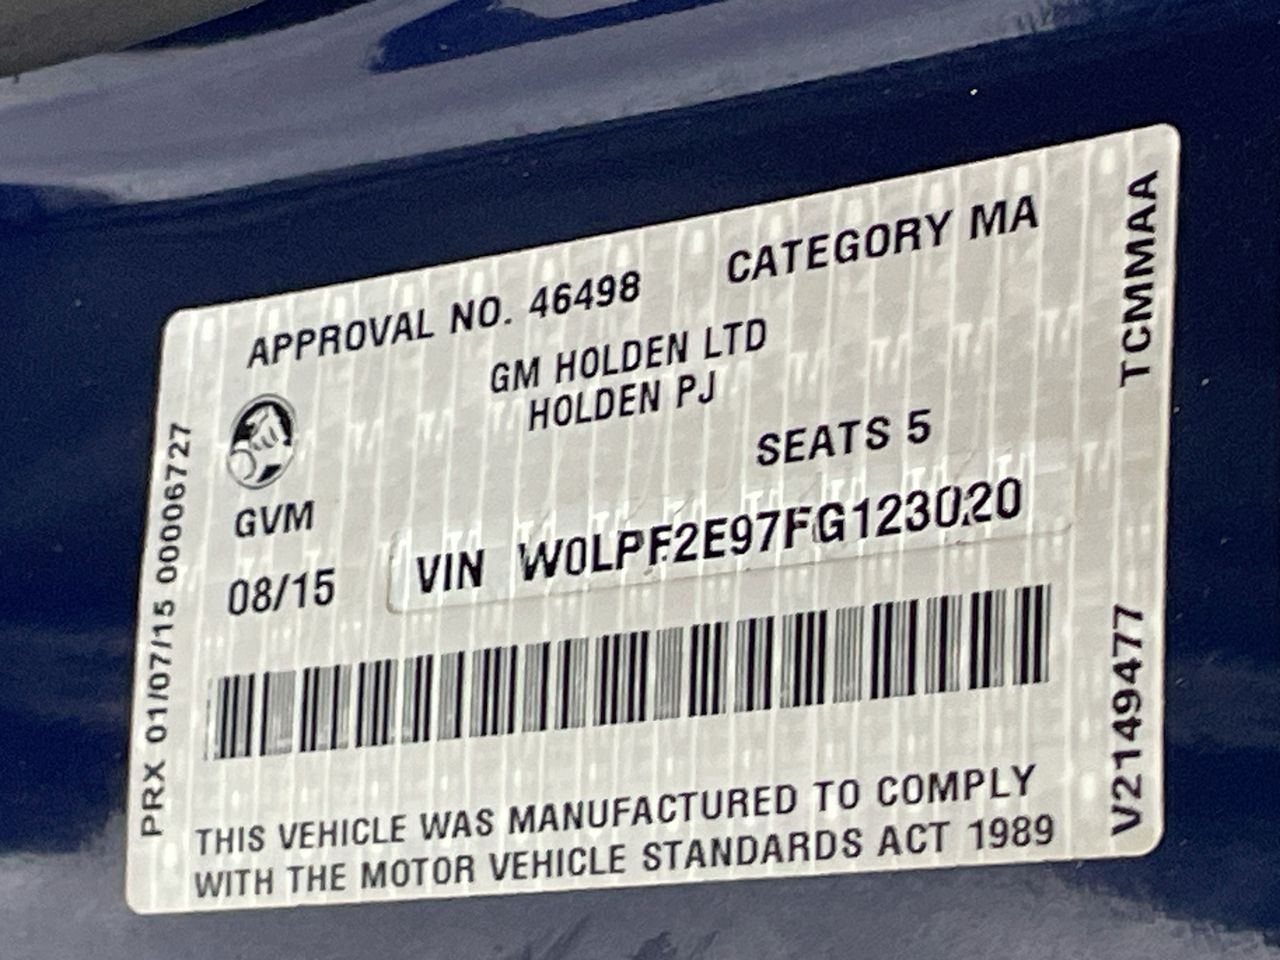 APPROVAL NO. 46498 CATEGORY MA
GM HOLDEN LTD
HOLDEN PJ
SEATS 5
GVM
08/15
VIN W0LPF2E97FG123020
THIS VEHICLE WAS MANUFACTURED TO COMPLY
WITH THE MOTOR VEHICLE STANDARDS ACT 1989
PRX 01/07/15 00006727
TCMMAA
V2149477